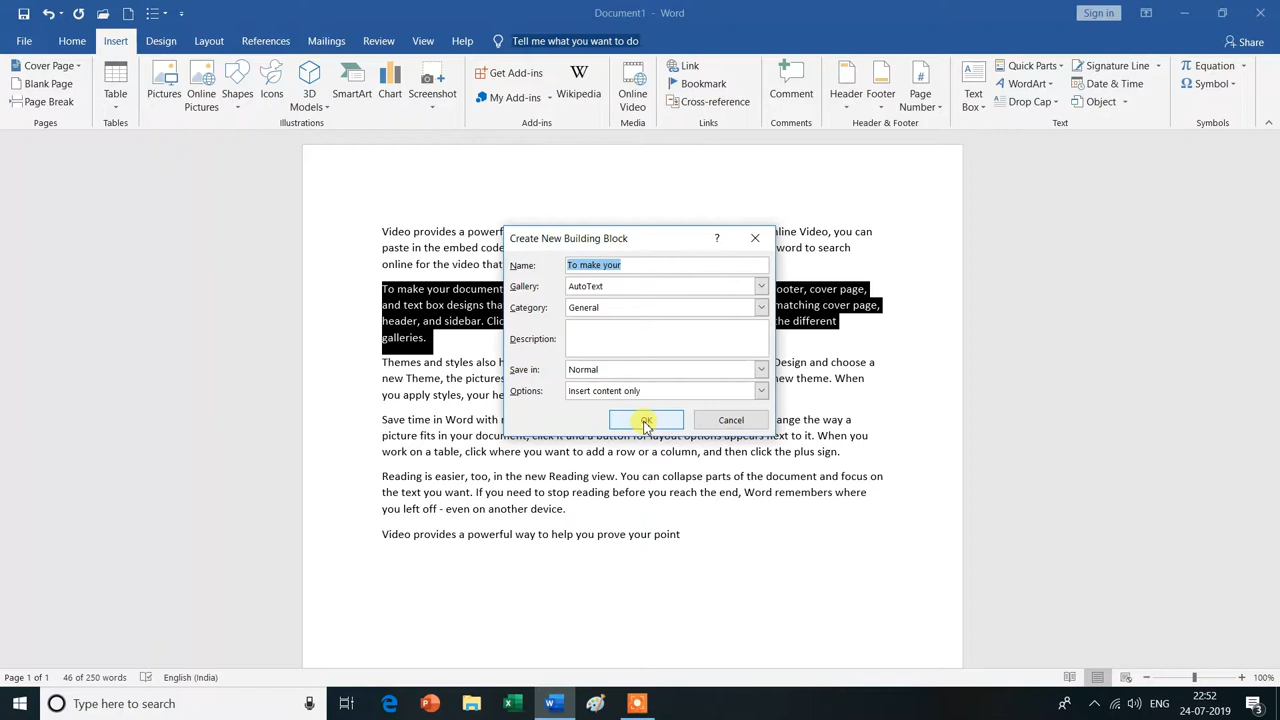 Document1 - Word
Sign in
File Home Insert Design Layout References Mailings Review View Help Tell me what you want to do Share
Cover Page
Blank Page
Page Break
Pages
Table
Tables
Pictures
Online
Pictures
Shapes
Icons
3D
Models
SmartArt
Chart
Screenshot
Illustrations
Get Add-ins
My Add-ins
Wikipedia
Add-ins
Online
Video
Media
Link
Bookmark
Cross-reference
Links
Comment
Comments
Header
Footer
Page
Number
Header & Footer
Text
Box
Quick Parts
WordArt
Drop Cap
Signature Line
Date & Time
Object
Text
Equation
Symbol
Symbols
Video provides a powerf
nline Video, you can
paste in the embed code
word to search
online for the video that
To make your document
footer, cover page,
and text box designs tha
matching cover page,
header, and sidebar. Clic
the different
galleries.
Themes and styles also h
Design and choose a
new Theme, the pictures
new theme. When
you apply styles, your he
Save time in Word with n
ange the way a
picture fits in your document, click it and a button for layout options appears next to it. When you
work on a table, click where you want to add a row or a column, and then click the plus sign.
Reading is easier, too, in the new Reading view. You can collapse parts of the document and focus on
the text you want. If you need to stop reading before you reach the end, Word remembers where
you left off - even on another device.
Video provides a powerful way to help you prove your point
Create New Building Block ?
Name: To make your
Gallery: AutoText
Category: General
Description:
Save in: Normal
Options: Insert content only
OK Cancel
Page 1 of 1 46 of 250 words English (India) 100%
Type here to search
ENG
22:52
24-07-2019
3